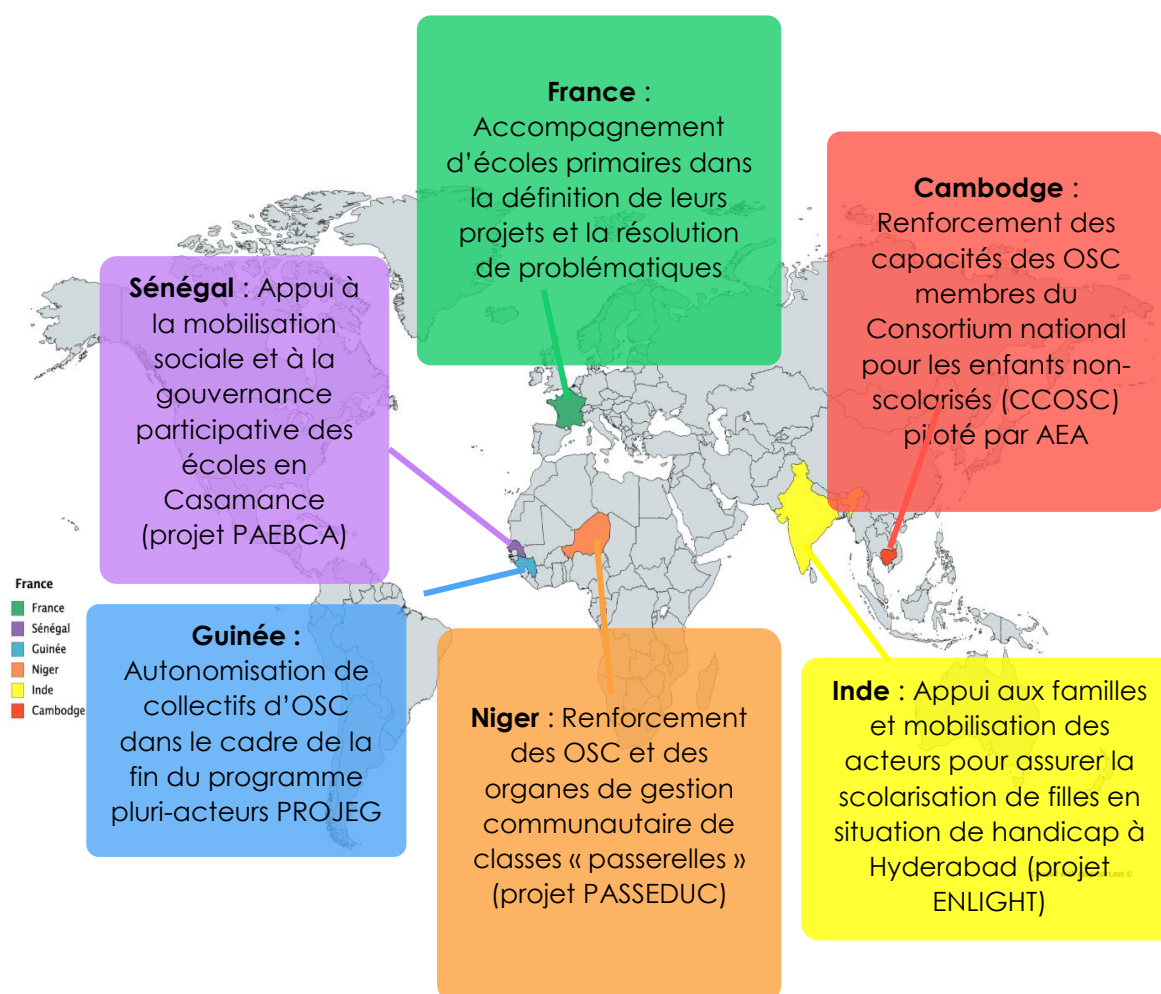 France :
Accompagnement
d’écoles primaires dans
la définition de leurs
projets et la résolution
de problématiques
Cambodge :
Renforcement des
capacités des OSC
membres du
Consortium national
pour les enfants non-
scolarisés (CCOSC)
piloté par AEA
Sénégal : Appui à
la mobilisation
sociale et à la
gouvernance
participative des
écoles en
Casamance
(projet PAEBCA)
France
France
Sénégal
Guinée
Niger
Inde
Cambodge
Guinée :
Autonomisation de
collectifs d’OSC
dans le cadre de la
fin du programme
pluri-acteurs PROJEG
Niger : Renforcement
des OSC et des
organes de gestion
communautaire de
classes « passerelles »
(projet PASSEDUC)
Inde : Appui aux familles
et mobilisation des
acteurs pour assurer la
scolarisation de filles en
situation de handicap à
Hyderabad (projet
ENLIGHT)